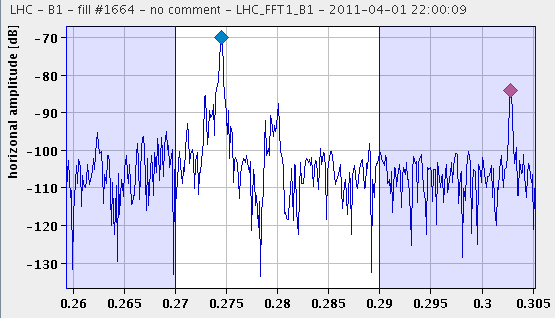 LHC – B1 – fill #1664 – no comment – LHC_FFT1_B1 – 2011-04-01 22:00:09
horizonal amplitude [dB]
-70
-80
-90
-100
-110
-120
-130
0.26 0.265 0.27 0.275 0.28 0.285 0.29 0.295 0.3 0.305